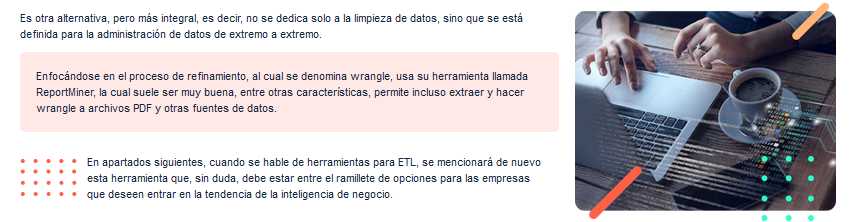 Es otra alternativa, pero más integral, es decir, no se dedica solo a la limpieza de datos, sino que se está
definida para la administración de datos de extremo a extremo.
Enfocándose en el proceso de refinamiento, al cual se denomina wrangle, usa su herramienta llamada
ReportMiner, la cual suele ser muy buena, entre otras características, permite incluso extraer y hacer
wrangle a archivos PDF y otras fuentes de datos.
En apartados siguientes, cuando se hable de herramientas para ETL, se mencionará de nuevo
esta herramienta que, sin duda, debe estar entre el ramillete de opciones para las empresas
que deseen entrar en la tendencia de la inteligencia de negocio.